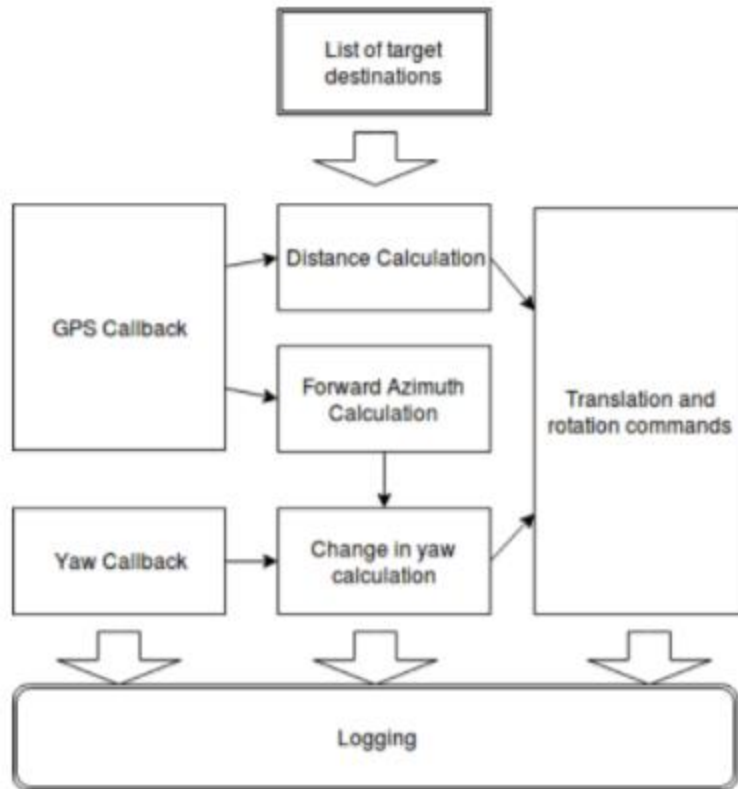 List of target
destinations
GPS Callback
Distance Calculation
Forward Azimuth
Calculation
Translation and
rotation commands
Yaw Callback
Change in yaw
calculation
Logging